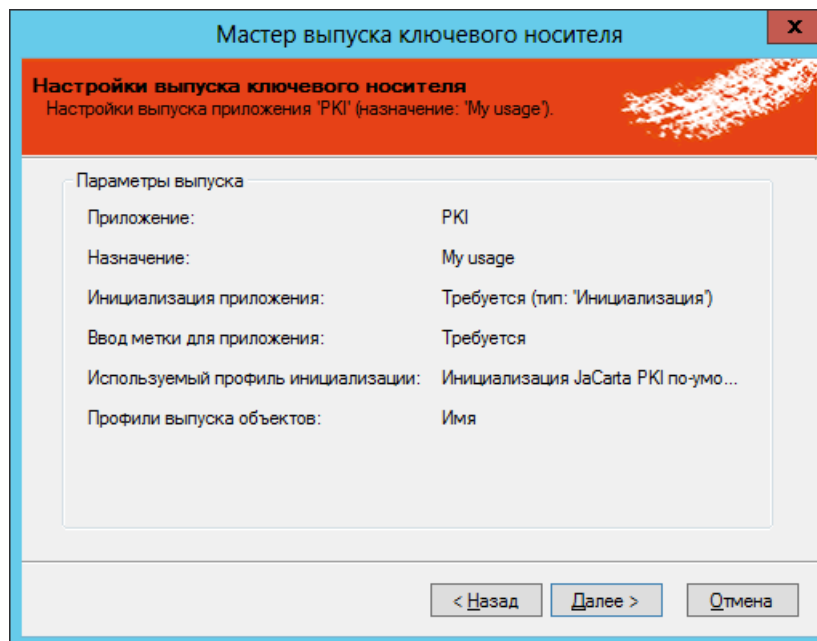 Мастер выпуска ключевого носителя
x
Настройки выпуска ключевого носителя
Настройки выпуска приложения 'PKI' (назначение: 'My usage').
Параметры выпуска
Приложение: PKI
Назначение: My usage
Инициализация приложения: Требуется (тип: 'Инициализация')
Ввод метки для приложения: Требуется
Используемый профиль инициализации: Инициализация JaCarta PKI по-умо...
Профили выпуска объектов: Имя
< Назад Далее > Отмена